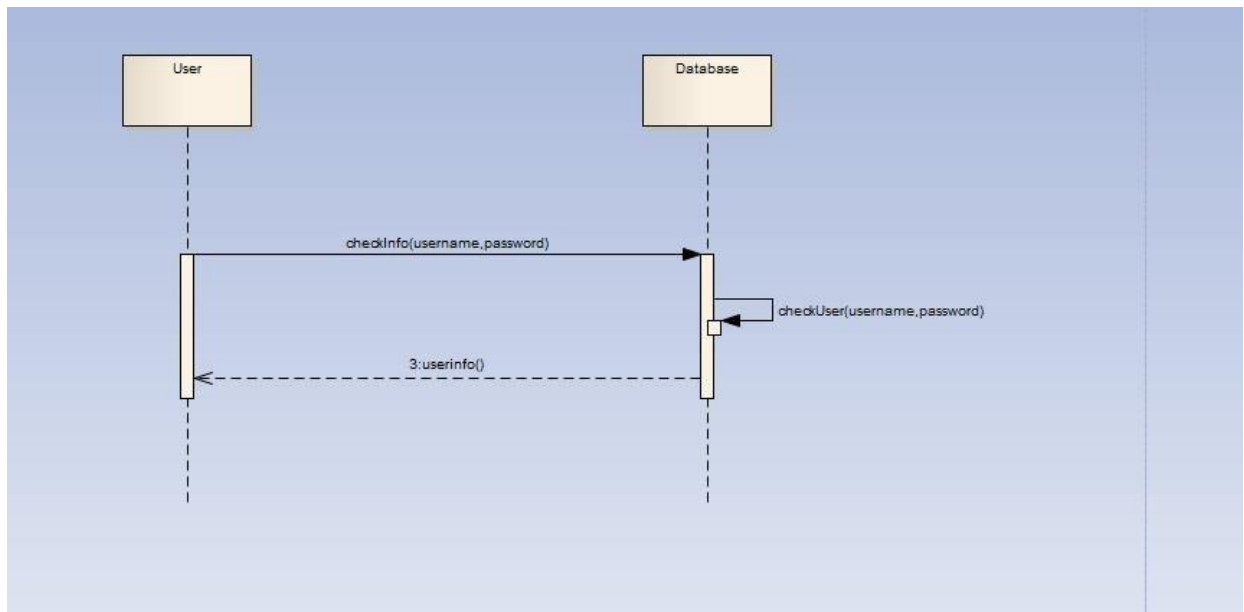 User
Database
checkInfo(username,password)
checkUser(username,password)
3:userinfo()